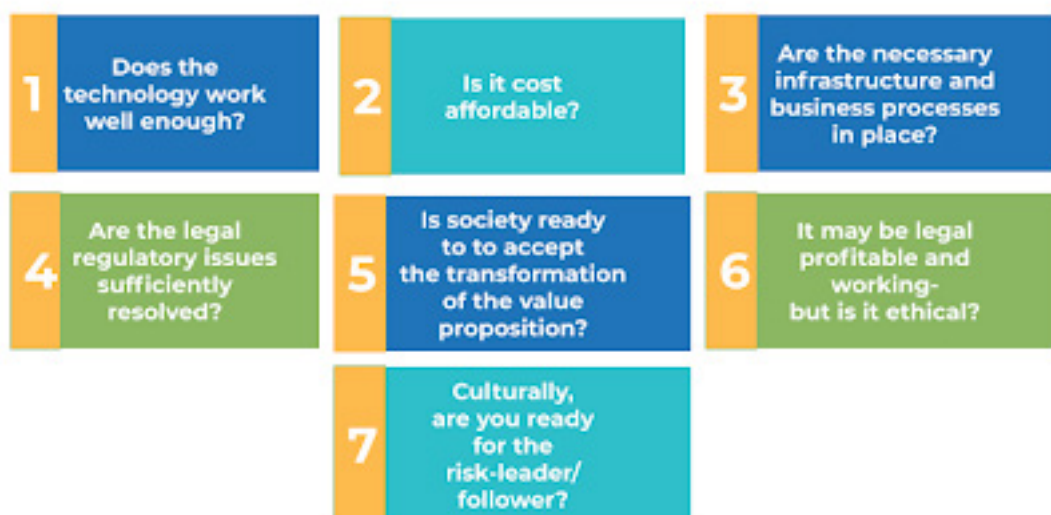 1
Does the
technology work
well enough?
2
Is it cost
affordable?
3
Are the necessary
infrastructure and
business processes
in place?
4
Are the legal
regulatory issues
sufficiently
resolved?
5
Is society ready
to to accept
the transformation
of the value
proposition?
6
It may be legal
profitable and
working-
but is it ethical?
7
Culturally,
are you ready
for the
risk-leader/
follower?